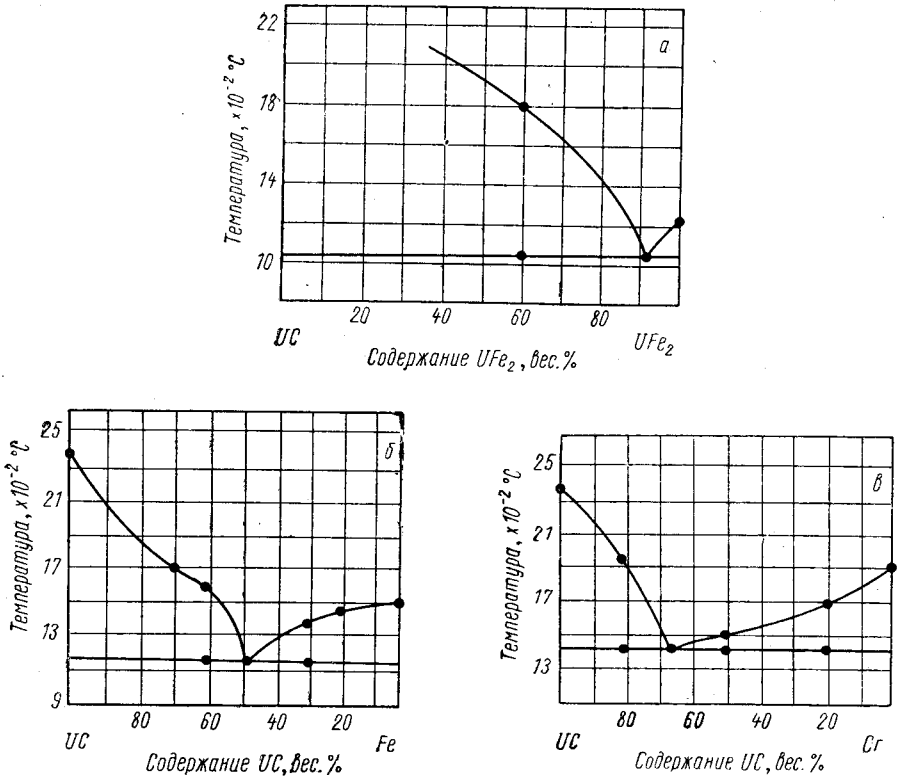 а
Температура, ×10⁻² °С
22
18
14
10
20
40
60
80
UC
UFe₂
Содержание UFe₂, вес.%
б
Температура, ×10⁻² °С
25
21
17
13
9
80
60
40
20
UC
Fe
Содержание UC, вес.%
в
Температура, ×10⁻² °С
25
21
17
13
80
60
40
20
UC
Cr
Содержание UC, вес.%